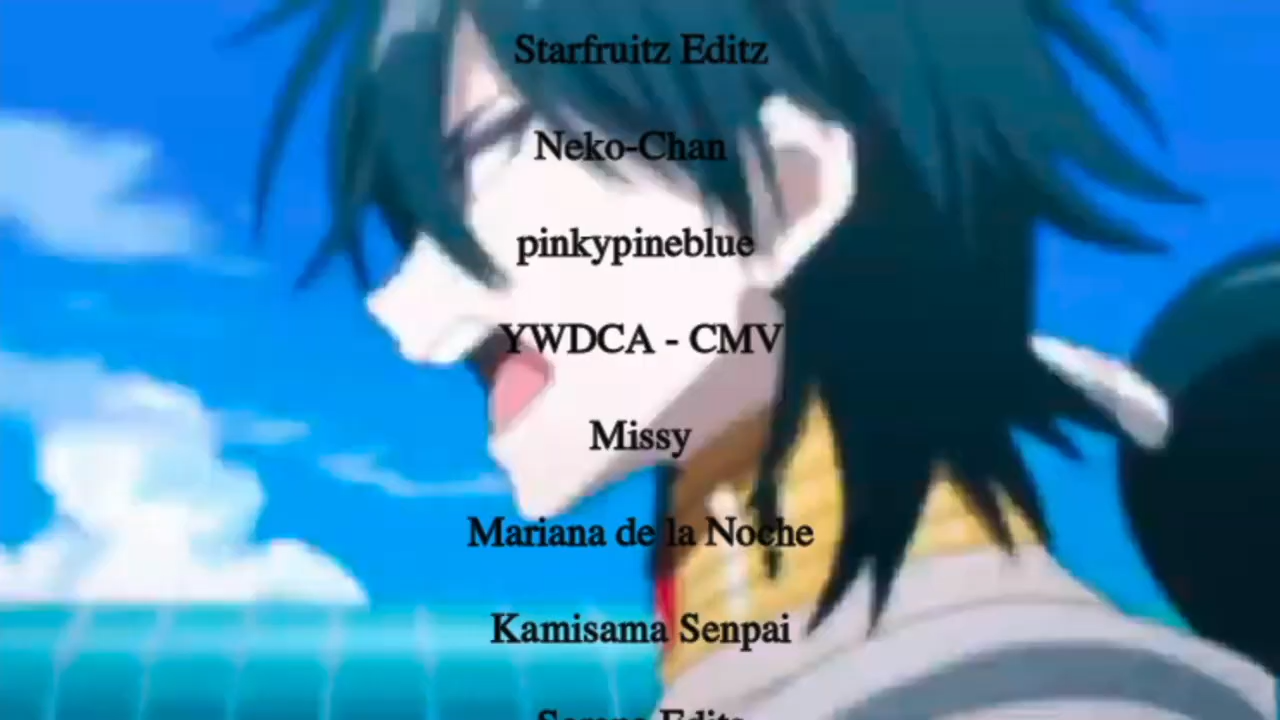 Starfruitz Editz
Neko-Chan
pinkypineblue
YWDCA - CMV
Missy
Mariana de la Noche
Kamisama Senpai